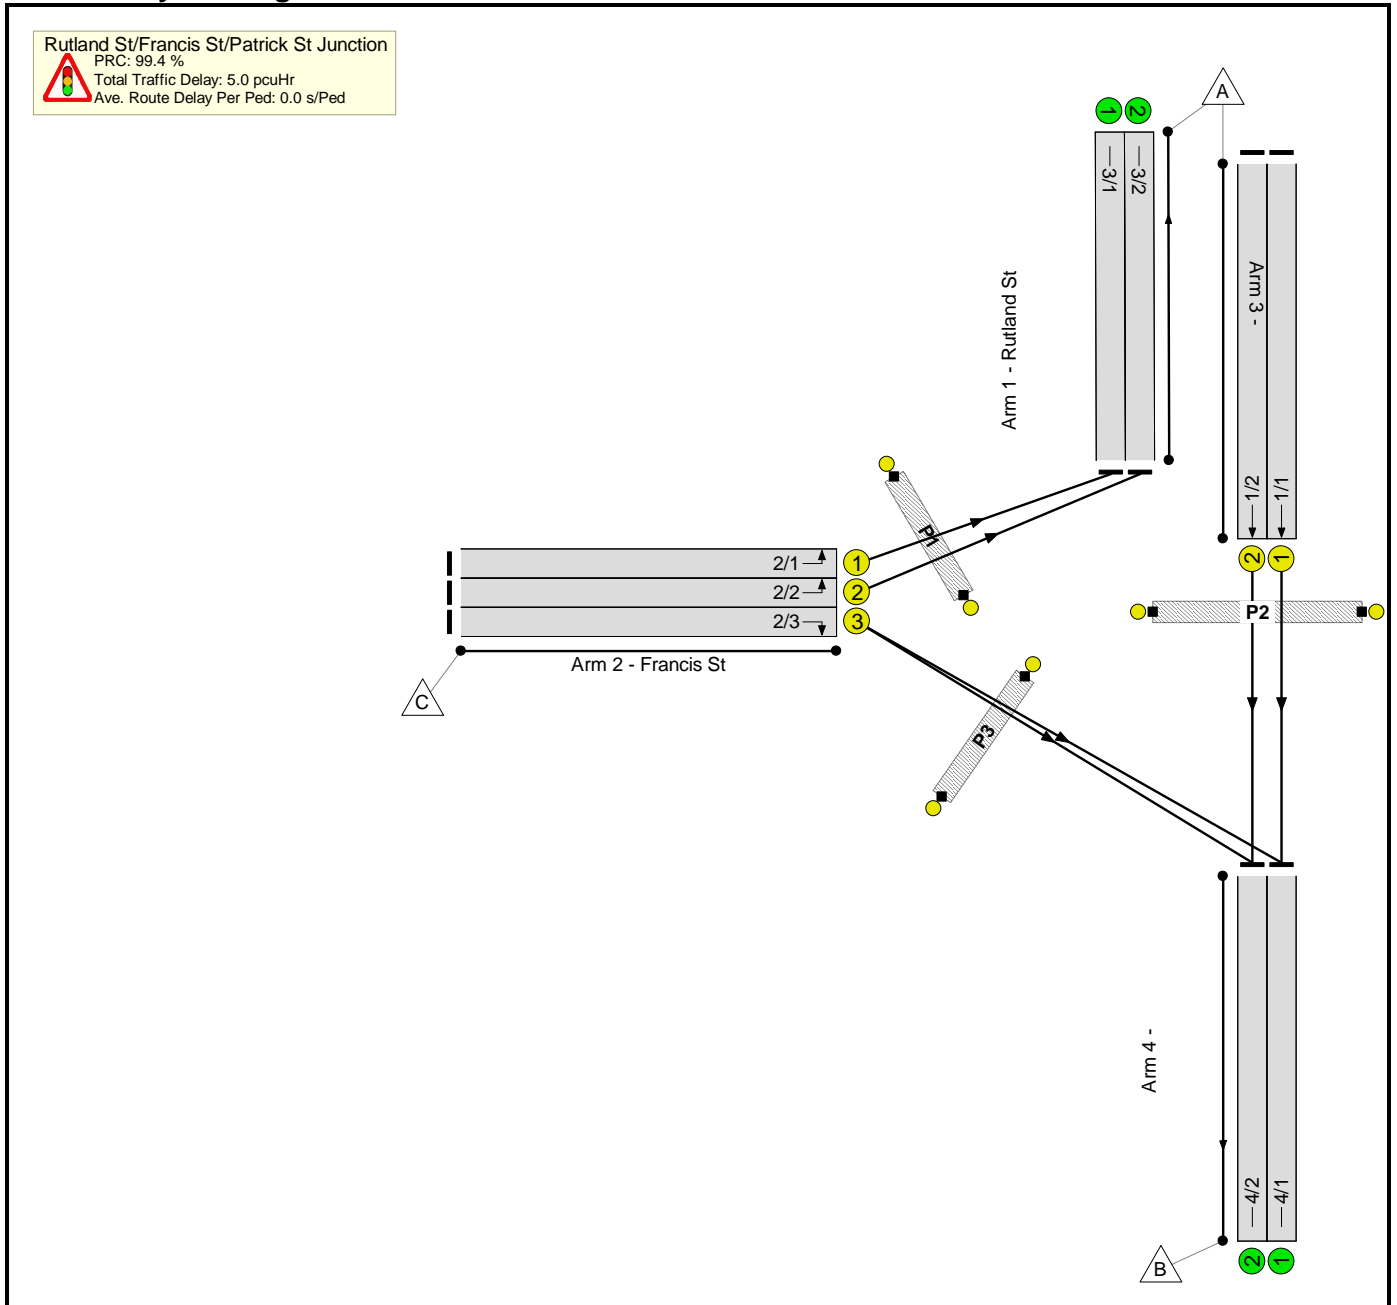 Rutland St/Francis St/Patrick St Junction
PRC: 99.4 %
Total Traffic Delay: 5.0 pcuHr
Ave. Route Delay Per Ped: 0.0 s/Ped
A
1
2
3/1
3/2
Arm 3 -
Arm 1 - Rutland St
1/2
1/1
2
1
P1
2/1
1
2/2
2
2/3
3
P2
Arm 2 - Francis St
C
P3
Arm 4 -
4/2
4/1
B
2
1